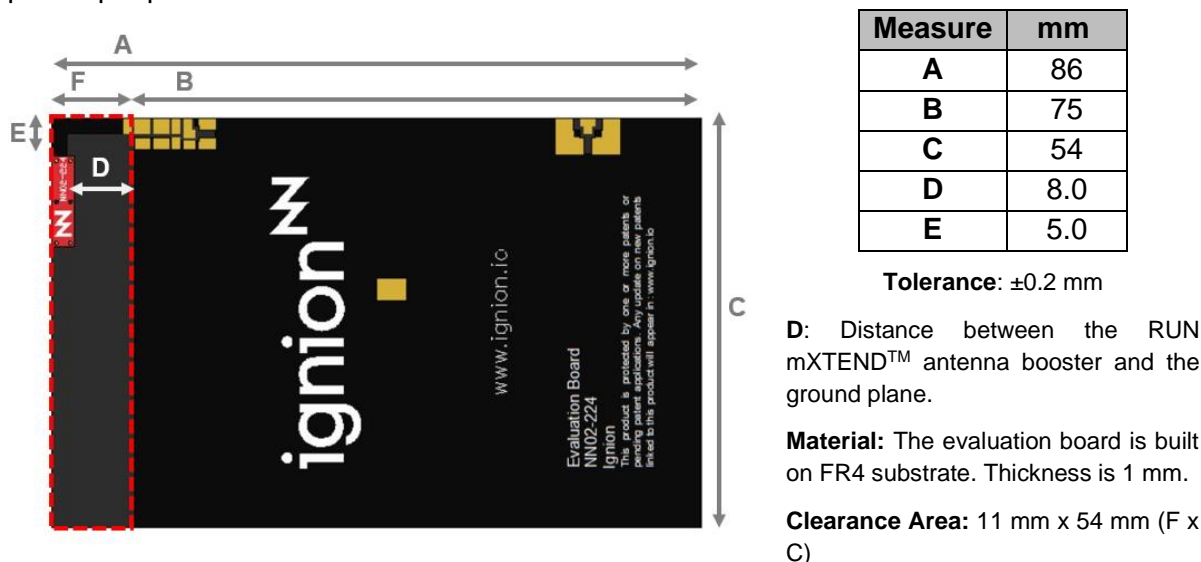 A
F
B
E
D
C
NN02-224
ignion
www.ignion.io
Evaluation Board
NN02-224
Ignion
This product is protected by one or more patents or
pending patent applications. Any update on new patents
linked to this product will appear in: www.ignion.io
Measure mm
A 86
B 75
C 54
D 8.0
E 5.0
Tolerance: ±0.2 mm
D: Distance between the RUN
mXTEND™ antenna booster and the
ground plane.
Material: The evaluation board is built
on FR4 substrate. Thickness is 1 mm.
Clearance Area: 11 mm x 54 mm (F x
C)